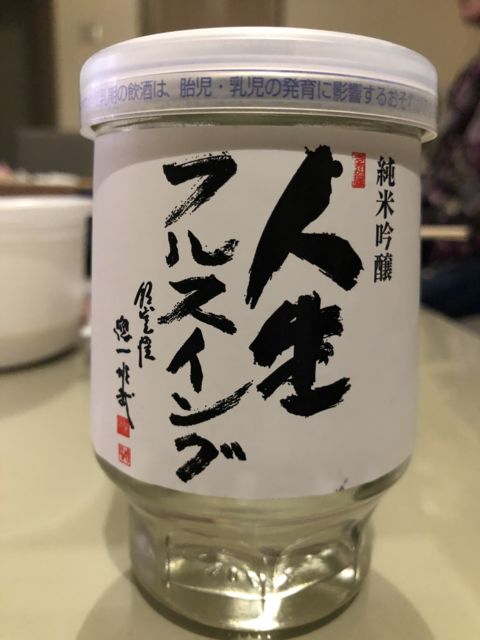 乳期の飲酒は、胎児・乳児の発育に影響するおそれ
純米吟醸
人生
フルスイング